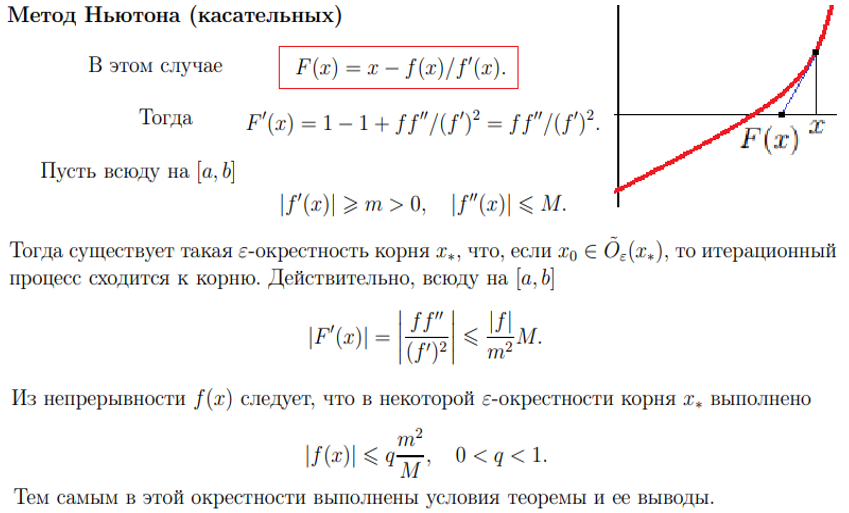 Метод Ньютона (касательных)
В этом случае F(x) = x − f(x)/f′(x).
Тогда F′(x) = 1 − 1 + ff″/(f′)² = ff″/(f′)².
F(x) x
Пусть всюду на [a, b]
|f′(x)| ⩾ m > 0, |f″(x)| ⩽ M.
Тогда существует такая ε-окрестность корня x∗, что, если x₀ ∈ Õε(x∗), то итерационный
процесс сходится к корню. Действительно, всюду на [a, b]
|F′(x)| = |ff″/(f′)²| ⩽ |f|/m² M.
Из непрерывности f(x) следует, что в некоторой ε-окрестности корня x∗ выполнено
|f(x)| ⩽ q m²/M, 0 < q < 1.
Тем самым в этой окрестности выполнены условия теоремы и ее выводы.